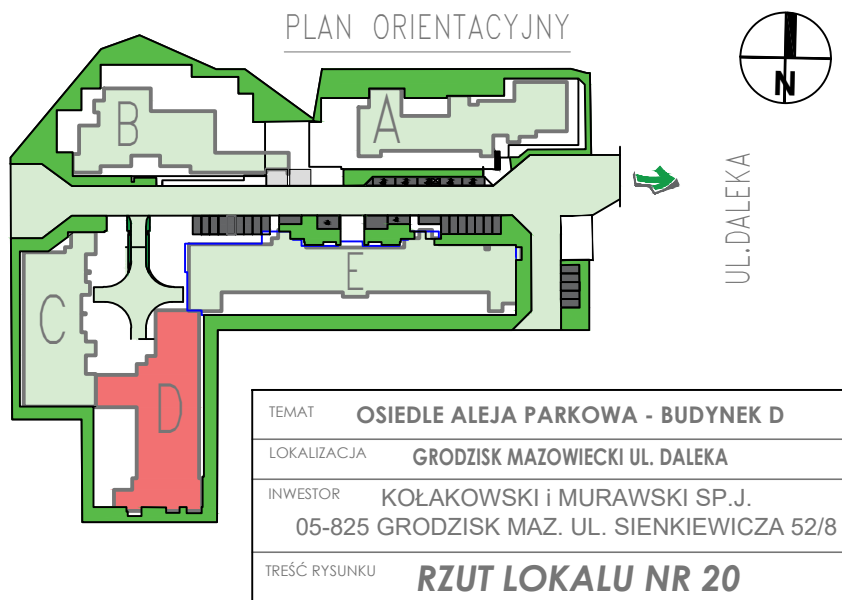 PLAN ORIENTACYJNY
N
B
A
UL.DALEKA
E
C
D
TEMAT OSIEDLE ALEJA PARKOWA - BUDYNEK D
LOKALIZACJA GRODZISK MAZOWIECKI UL. DALEKA
INWESTOR KOŁAKOWSKI i MURAWSKI SP.J.
05-825 GRODZISK MAZ. UL. SIENKIEWICZA 52/8
TREŚĆ RYSUNKU RZUT LOKALU NR 20